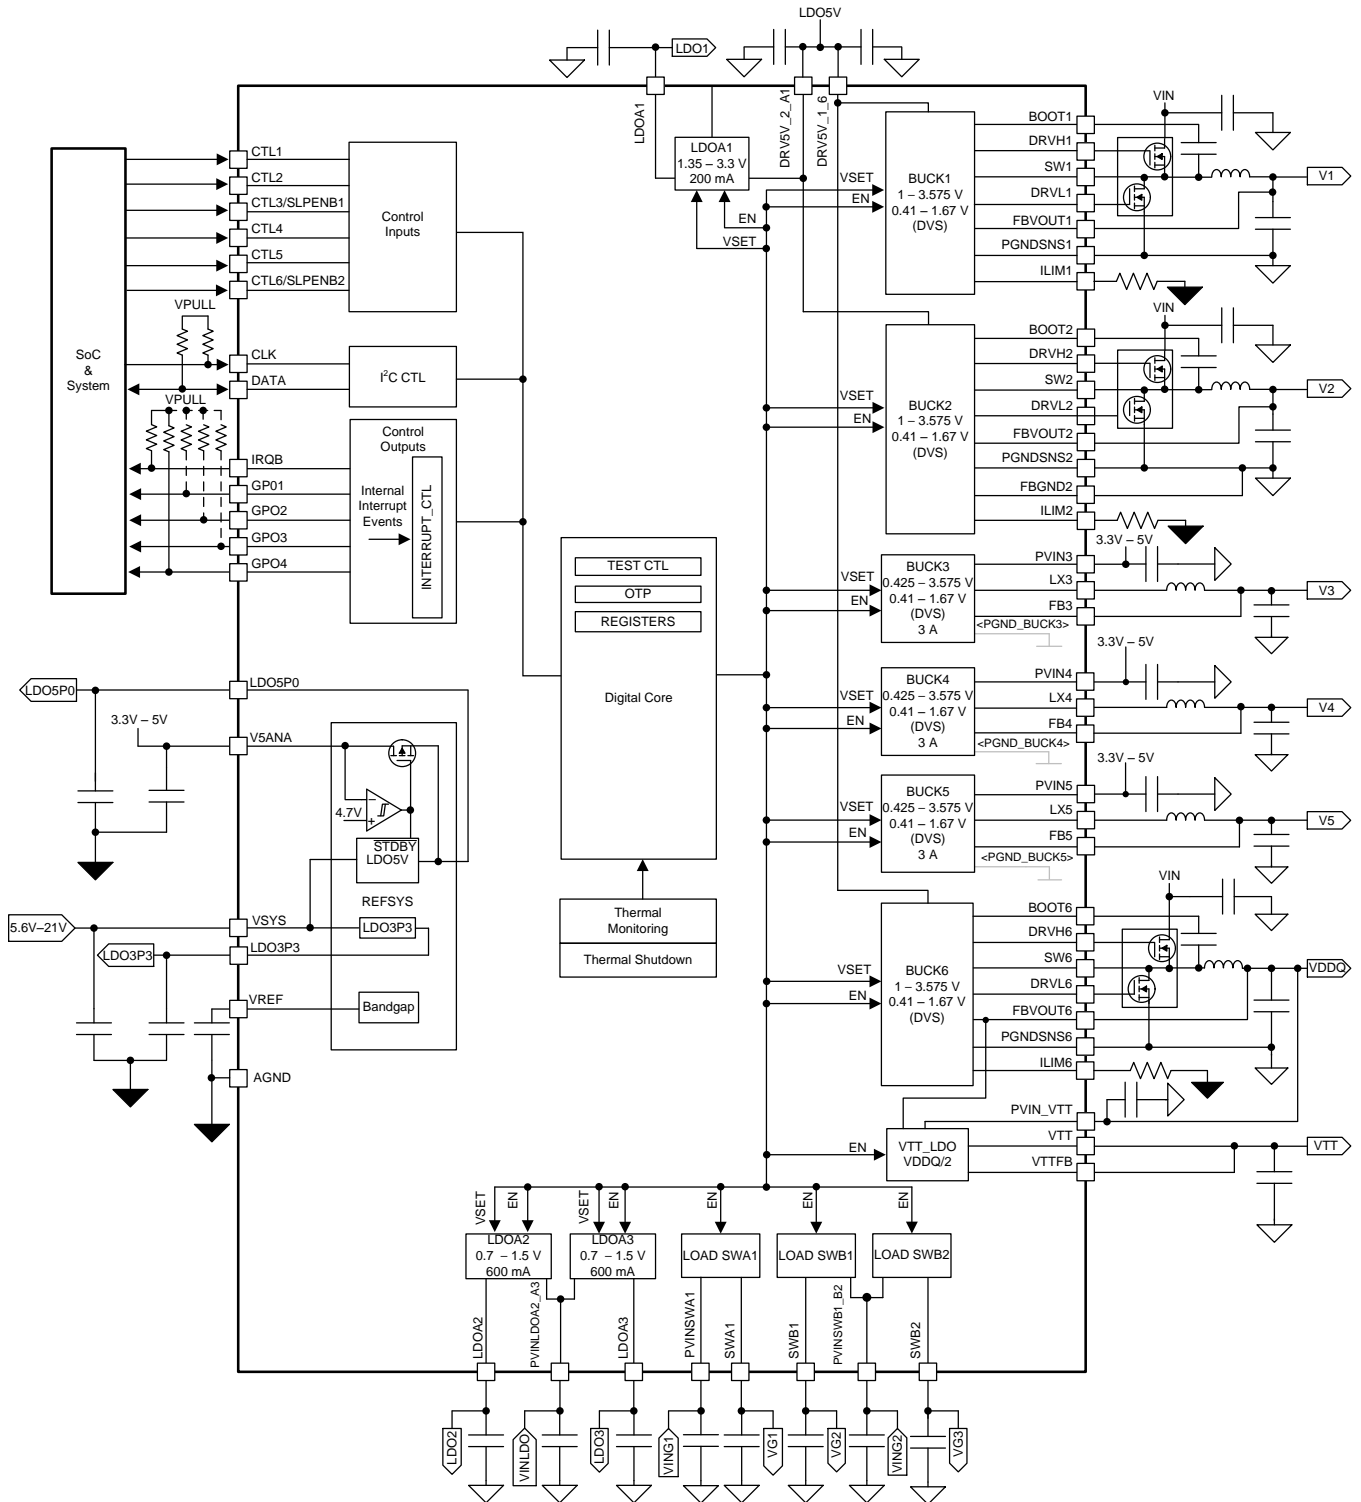 LDO5V
LDO1
LDOA1
DRV5V_2_A1
DRV5V_1_6
SoC
&
System
CTL1
CTL2
CTL3/SLPENB1
CTL4
CTL5
CTL6/SLPENB2
Control
Inputs
VPULL
CLK
DATA
I²C CTL
VPULL
IRQB
GP01
GPO2
GPO3
GPO4
Control
Outputs
Internal
Interrupt
Events
INTERRUPT_CTL
LDOA1
1.35 – 3.3 V
200 mA
EN
VSET
VSET
EN
BUCK1
1 – 3.575 V
0.41 – 1.67 V
(DVS)
BOOT1
DRVH1
SW1
DRVL1
FBVOUT1
PGNDSNS1
ILIM1
VIN
V1
VSET
EN
BUCK2
1 – 3.575 V
0.41 – 1.67 V
(DVS)
BOOT2
DRVH2
SW2
DRVL2
FBVOUT2
PGNDSNS2
FBGND2
ILIM2
VIN
V2
TEST CTL
OTP
REGISTERS
Digital Core
Thermal
Monitoring
Thermal Shutdown
VSET
EN
BUCK3
0.425 – 3.575 V
0.41 – 1.67 V
(DVS)
3 A
PVIN3
LX3
FB3
<PGND_BUCK3>
3.3V – 5V
V3
VSET
EN
BUCK4
0.425 – 3.575 V
0.41 – 1.67 V
(DVS)
3 A
PVIN4
LX4
FB4
<PGND_BUCK4>
3.3V – 5V
V4
VSET
EN
BUCK5
0.425 – 3.575 V
0.41 – 1.67 V
(DVS)
3 A
PVIN5
LX5
FB5
<PGND_BUCK5>
3.3V – 5V
V5
LDO5P0
LDO5P0
3.3V – 5V
V5ANA
4.7V
STDBY
LDO5V
REFSYS
5.6V–21V
VSYS
LDO3P3
LDO3P3
LDO3P3
VREF
Bandgap
AGND
VSET
EN
BUCK6
1 – 3.575 V
0.41 – 1.67 V
(DVS)
BOOT6
DRVH6
SW6
DRVL6
FBVOUT6
PGNDSNS6
ILIM6
VIN
VDDQ
EN
VTT_LDO
VDDQ/2
PVIN_VTT
VTT
VTTFB
VTT
VSET
EN
VSET
EN
EN
EN
EN
LDOA2
0.7 – 1.5 V
600 mA
LDOA3
0.7 – 1.5 V
600 mA
LOAD SWA1
LOAD SWB1
LOAD SWB2
LDOA2
PVINLDOA2_A3
LDOA3
PVINSWA1
SWA1
SWB1
PVINSWB1_B2
SWB2
LDO2
VINLDO
LDO3
VING1
VG1
VG2
VING2
VG3